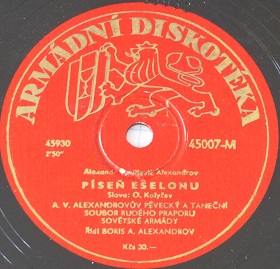 ARMÁDNÍ DISKOTÉKA
45930
2'50"
45007-M
Alexandr Alexandrov
PÍSEŇ EŠELONU
Slova: O. Kolyčev
A. V. ALEXANDROVŮV PĚVECKÝ A TANEČNÍ
SOUBOR RUDÉHO PRAPORU
SOVĚTSKÉ ARMÁDY
Řídí BORIS A. ALEXANDROV
Kčs 30.—